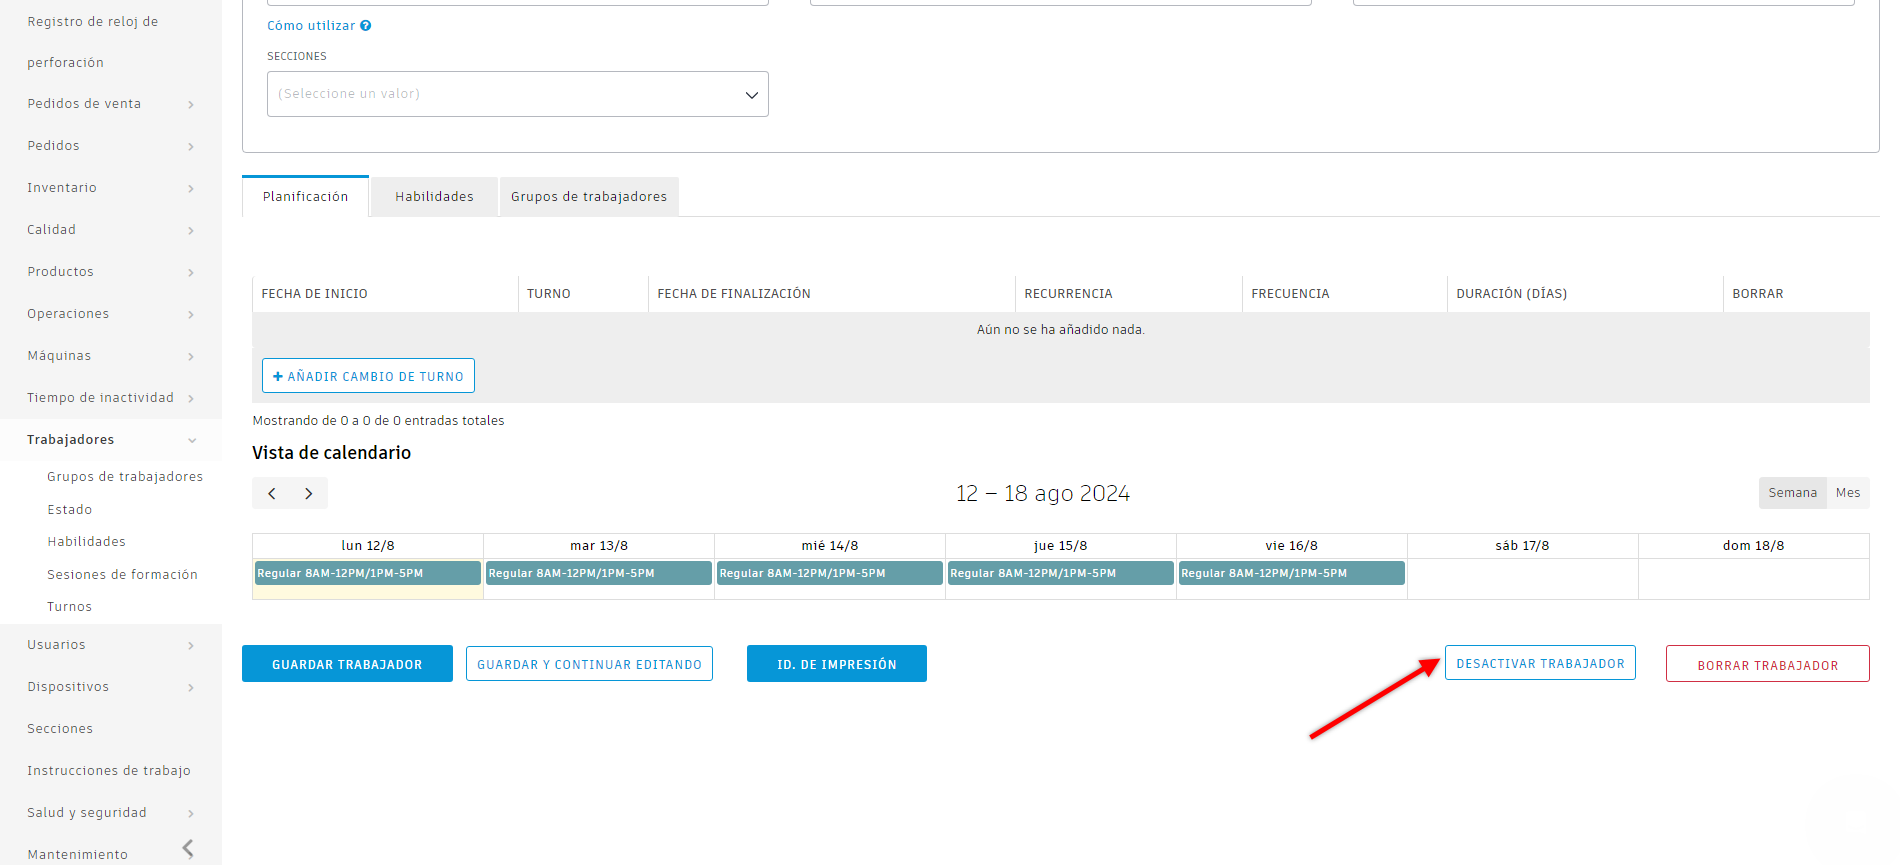 Registro de reloj de
perforación
Pedidos de venta
Pedidos
Inventario
Calidad
Productos
Operaciones
Máquinas
Tiempo de inactividad
Trabajadores
Grupos de trabajadores
Estado
Habilidades
Sesiones de formación
Turnos
Usuarios
Dispositivos
Secciones
Instrucciones de trabajo
Salud y seguridad
Mantenimiento
Cómo utilizar
SECCIONES
(Seleccione un valor)
Planificación Habilidades Grupos de trabajadores
FECHA DE INICIO TURNO FECHA DE FINALIZACIÓN RECURRENCIA FRECUENCIA DURACIÓN (DÍAS) BORRAR
Aún no se ha añadido nada.
+ AÑADIR CAMBIO DE TURNO
Mostrando de 0 a 0 de 0 entradas totales
Vista de calendario
12 – 18 ago 2024 Semana Mes
lun 12/8 mar 13/8 mié 14/8 jue 15/8 vie 16/8 sáb 17/8 dom 18/8
Regular 8AM-12PM/1PM-5PM Regular 8AM-12PM/1PM-5PM Regular 8AM-12PM/1PM-5PM Regular 8AM-12PM/1PM-5PM Regular 8AM-12PM/1PM-5PM
GUARDAR TRABAJADOR GUARDAR Y CONTINUAR EDITANDO ID. DE IMPRESIÓN DESACTIVAR TRABAJADOR BORRAR TRABAJADOR